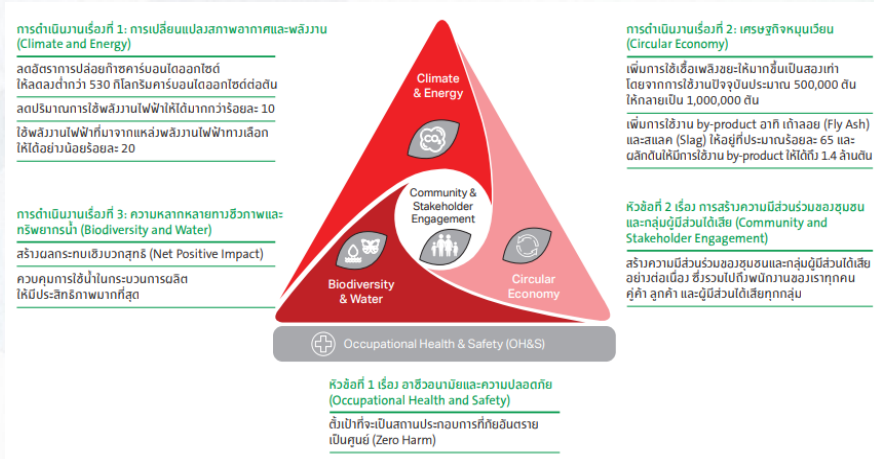 การดำเนินงานเรื่องที่ 1: การเปลี่ยนแปลงสภาพอากาศและพลังงาน
(Climate and Energy)
ลดอัตราการปล่อยก๊าซคาร์บอนไดออกไซด์
ให้ลดลงต่ำกว่า 530 กิโลกรัมคาร์บอนไดออกไซด์ต่อตัน
ลดปริมาณการใช้พลังงานไฟฟ้าให้ได้มากกว่าร้อยละ 10
ใช้พลังงานไฟฟ้าที่มาจากแหล่งพลังงานไฟฟ้าทางเลือก
ให้ได้อย่างน้อยร้อยละ 20
การดำเนินงานเรื่องที่ 3: ความหลากหลายทางชีวภาพและ
ทรัพยากรน้ำ (Biodiversity and Water)
สร้างผลกระทบเชิงบวกสุทธิ (Net Positive Impact)
ควบคุมการใช้น้ำในกระบวนการผลิต
ให้มีประสิทธิภาพมากที่สุด
Climate
& Energy
CO₂
Community &
Stakeholder
Engagement
Biodiversity
& Water
Circular
Economy
Occupational Health & Safety (OH&S)
การดำเนินงานเรื่องที่ 2: เศรษฐกิจหมุนเวียน
(Circular Economy)
เพิ่มการใช้เชื้อเพลิงขยะให้มากขึ้นเป็นสองเท่า
โดยจากการใช้งานปัจจุบันประมาณ 500,000 ตัน
ให้กลายเป็น 1,000,000 ตัน
เพิ่มการใช้งาน by-product อาทิ เถ้าลอย (Fly Ash)
และสแลค (Slag) ให้อยู่ที่ประมาณร้อยละ 65 และ
ผลักดันให้มีการใช้งาน by-product ให้ได้ถึง 1.4 ล้านตัน
หัวข้อที่ 2 เรื่อง การสร้างความมีส่วนร่วมของชุมชน
และกลุ่มผู้มีส่วนได้เสีย (Community and
Stakeholder Engagement)
สร้างความมีส่วนร่วมของชุมชนและกลุ่มผู้มีส่วนได้เสีย
อย่างต่อเนื่อง ซึ่งรวมไปถึงพนักงานของเราทุกคน
คู่ค้า ลูกค้า และผู้มีส่วนได้เสียทุกกลุ่ม
หัวข้อที่ 1 เรื่อง อาชีวอนามัยและความปลอดภัย
(Occupational Health and Safety)
ตั้งเป้าที่จะเป็นสถานประกอบการที่ภัยอันตราย
เป็นศูนย์ (Zero Harm)